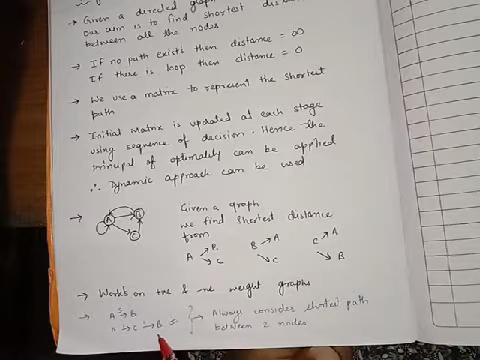 → Given a directed graph
our aim is to find shortest
between all the nodes
→ If no path exists then distance = ∞
If there is loop then distance = 0
→ We use a matrix to represent the shortest
path
→ Initial matrix is updated at each stage
using sequence of decision. Hence the
principal of optimality can be applied
∴ Dynamic approach can be used
→ Given a graph
we find shortest distance
from
A → B, C
B → A, C
C → A, B
→ Works on +ve & -ve weight graphs
→ A → B
→ C → B
Always consider shortest path
between 2 nodes